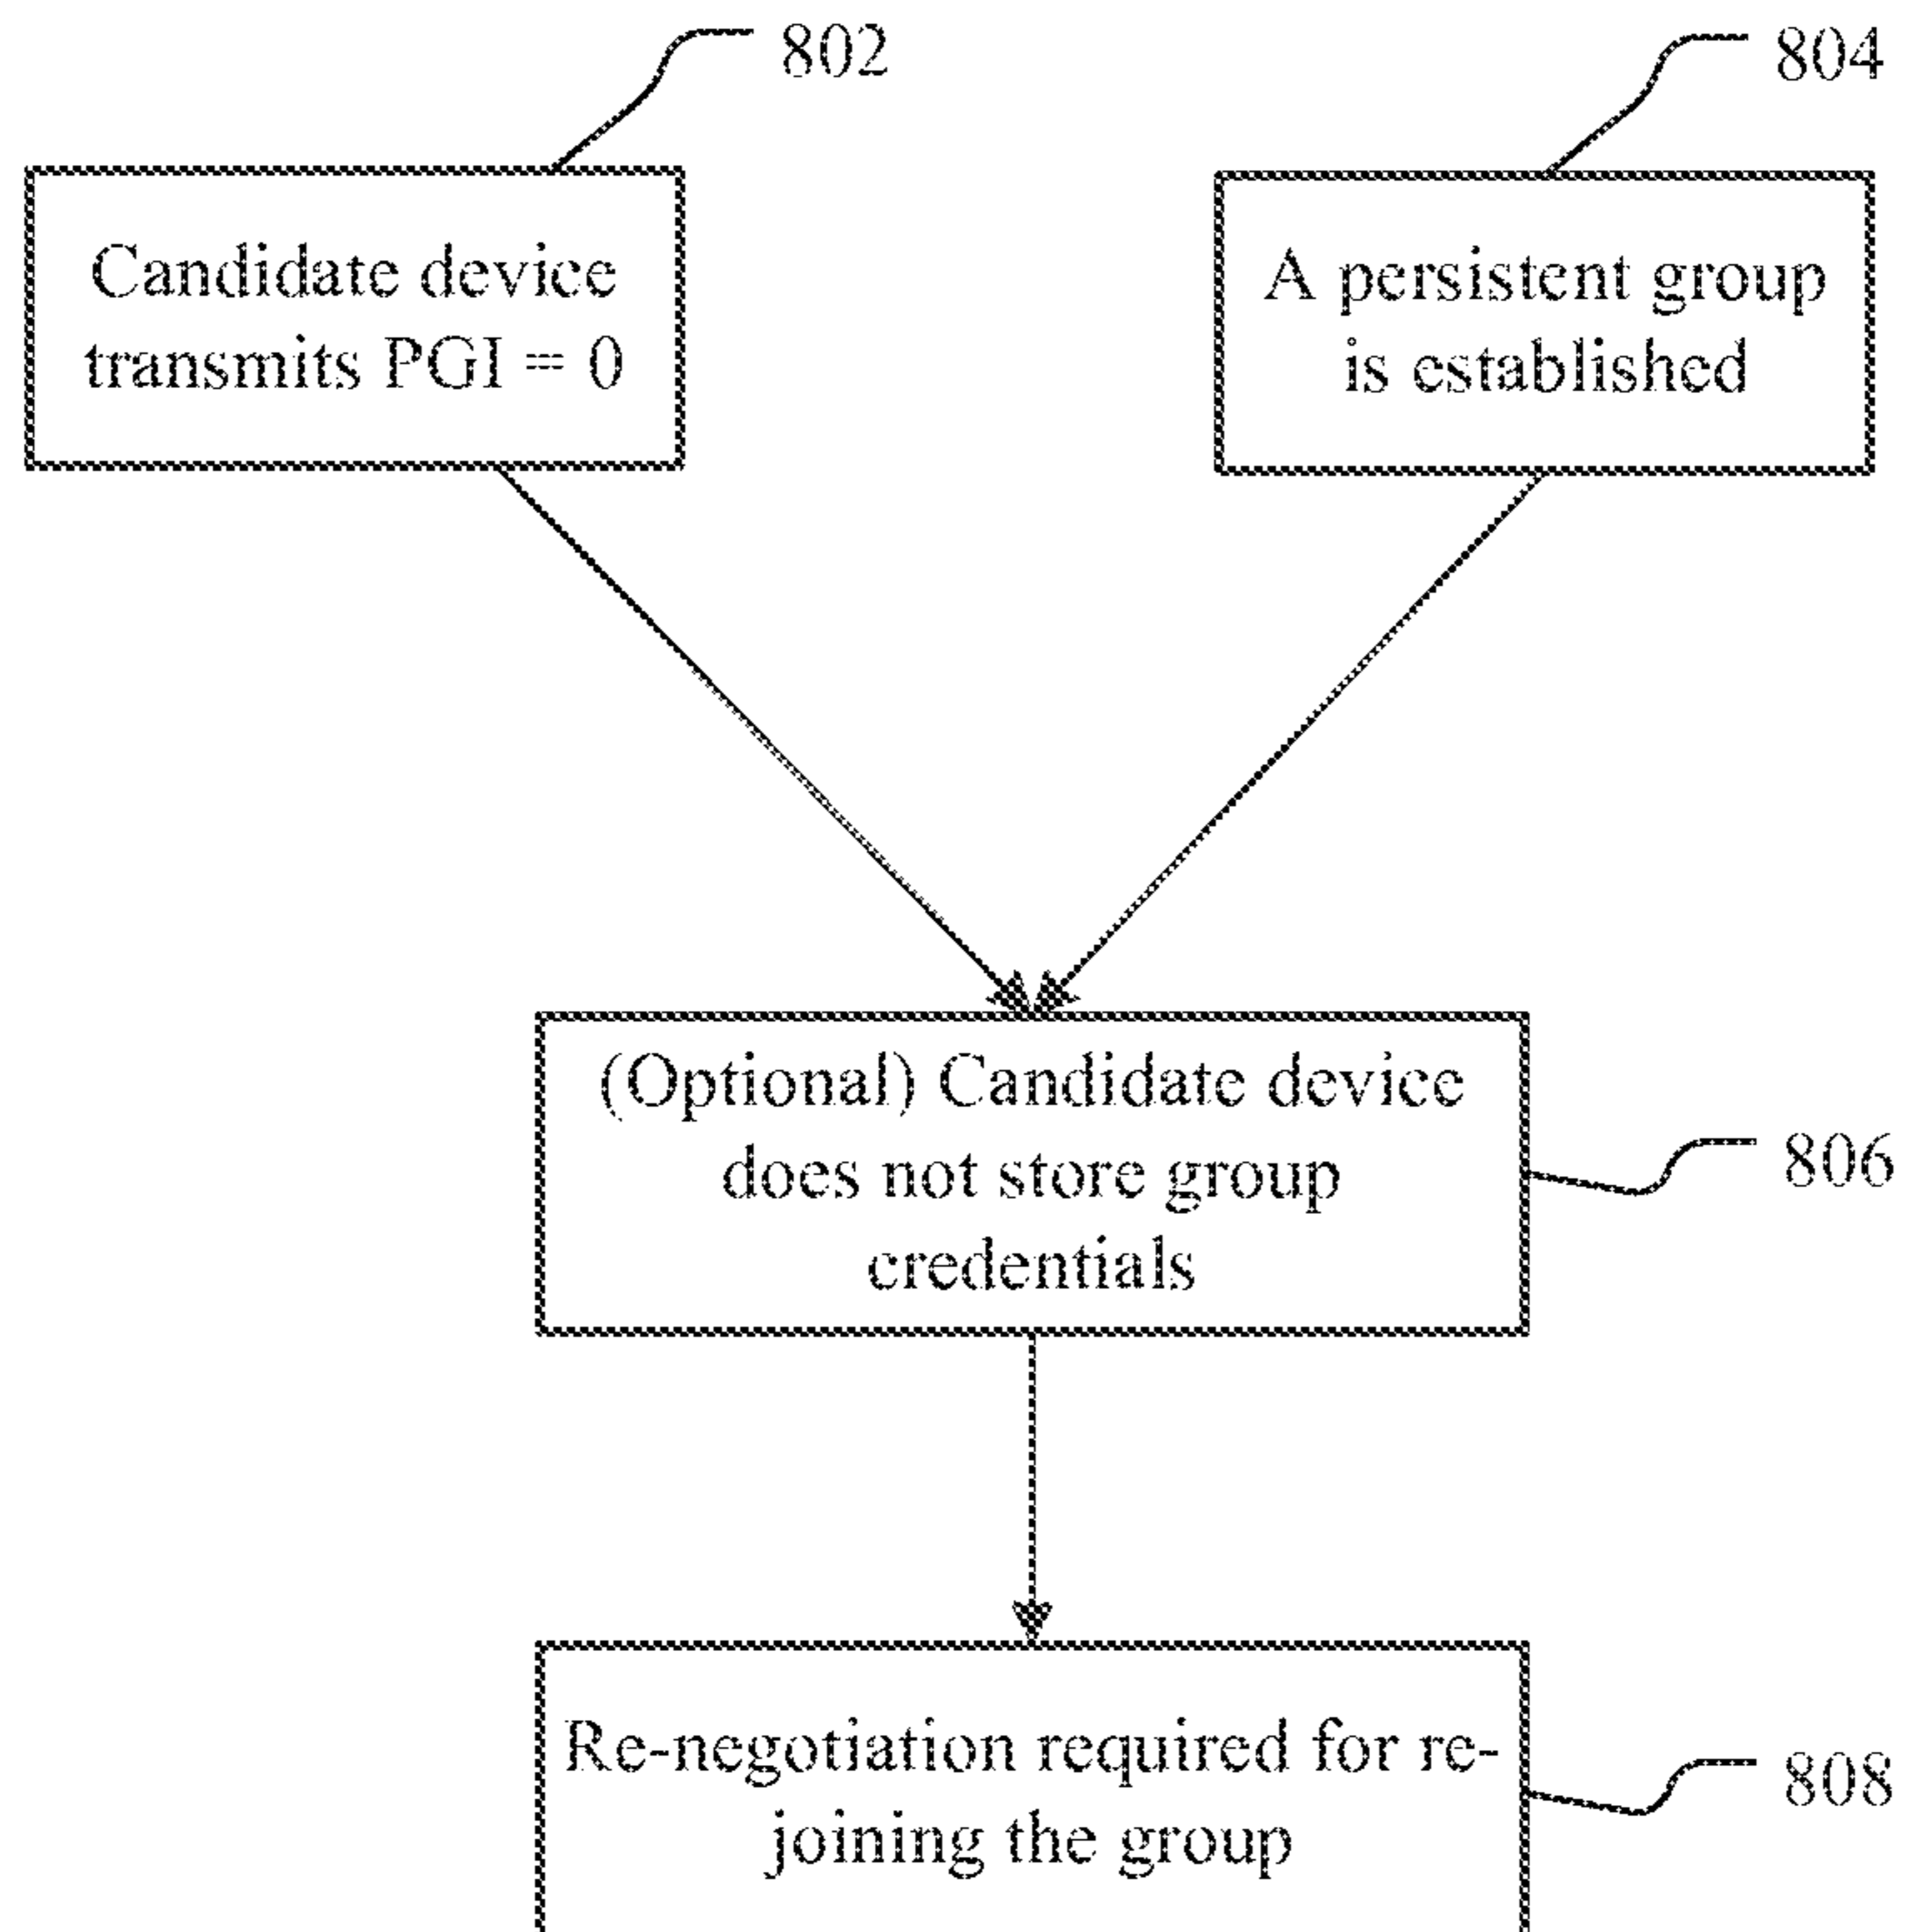 802
804
Candidate device
transmits PGI = 0
A persistent group
is established
(Optional) Candidate device
does not store group
credentials
806
Re-negotiation required for re-
joining the group
808